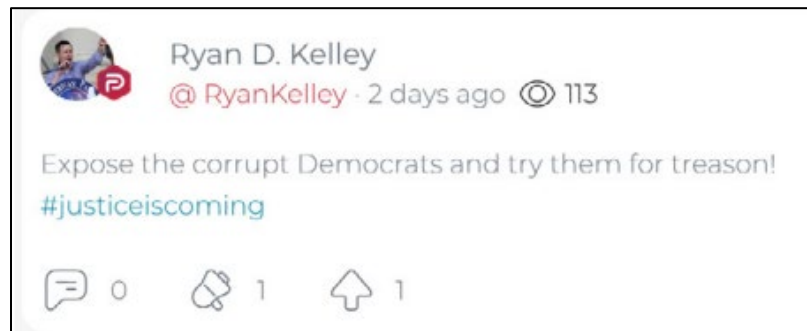 Ryan D. Kelley
@ RyanKelley · 2 days ago 113
Expose the corrupt Democrats and try them for treason!
#justiceiscoming
0 1 1